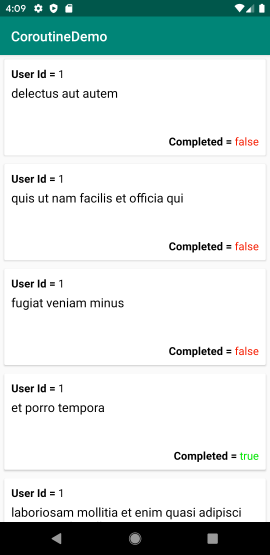 4:09
CoroutineDemo
User Id = 1
delectus aut autem
Completed = false
User Id = 1
quis ut nam facilis et officia qui
Completed = false
User Id = 1
fugiat veniam minus
Completed = false
User Id = 1
et porro tempora
Completed = true
User Id = 1
laboriosam mollitia et enim quasi adipisci